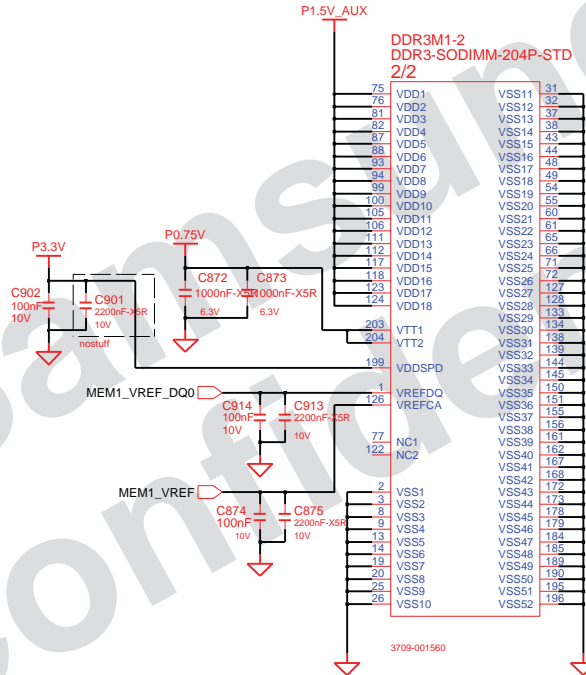 P1.5V_AUX
DDR3M1-2
DDR3-SODIMM-204P-STD
2/2
75 VDD1 VSS11 31
76 VDD2 VSS12 32
81 VDD3 VSS13 37
82 VDD4 VSS14 38
87 VDD5 VSS15 43
88 VDD6 VSS16 44
93 VDD7 VSS17 48
94 VDD8 VSS18 49
99 VDD9 VSS19 54
100 VDD10 VSS20 55
105 VDD11 VSS21 60
106 VDD12 VSS22 61
111 VDD13 VSS23 65
112 VDD14 VSS24 66
117 VDD15 VSS25 71
118 VDD16 VSS26 72
123 VDD17 VSS27 127
124 VDD18 VSS28 128
VSS29 133
203 VTT1 VSS30 134
204 VTT2 VSS31 138
VSS32 139
199 VDDSPD VSS33 144
VSS34 145
1 VREFDQ VSS35 150
126 VREFCA VSS36 151
VSS37 155
VSS38 156
77 NC1 VSS39 161
122 NC2 VSS40 162
VSS41 167
VSS42 168
2 VSS1 VSS43 172
3 VSS2 VSS44 173
8 VSS3 VSS45 178
9 VSS4 VSS46 179
13 VSS5 VSS47 184
14 VSS6 VSS48 185
19 VSS7 VSS49 189
20 VSS8 VSS50 190
25 VSS9 VSS51 195
26 VSS10 VSS52 196
3709-001560
P3.3V
C902
100nF
10V
C901
2200nF-X5R
10V
nostuff
P0.75V
C872
1000nF-X5R
6.3V
C873
1000nF-X5R
6.3V
MEM1_VREF_DQ0
C914
100nF
10V
C913
2200nF-X5R
10V
MEM1_VREF
C874
100nF
10V
C875
2200nF-X5R
10V
Samsung
Confidential